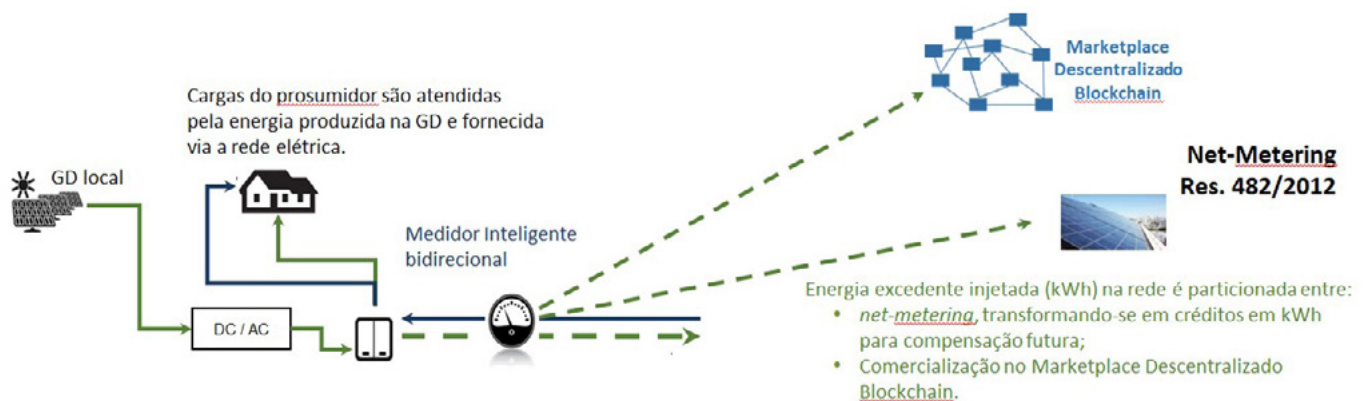 Marketplace
Descentralizado
Blockchain
Cargas do prosumidor são atendidas
pela energia produzida na GD e fornecida
via a rede elétrica.
Net-Metering
Res. 482/2012
GD local
Medidor Inteligente
bidirecional
Energia excedente injetada (kWh) na rede é particionada entre:
• net-metering, transformando-se em créditos em kWh
para compensação futura;
• Comercialização no Marketplace Descentralizado
Blockchain.
DC / AC